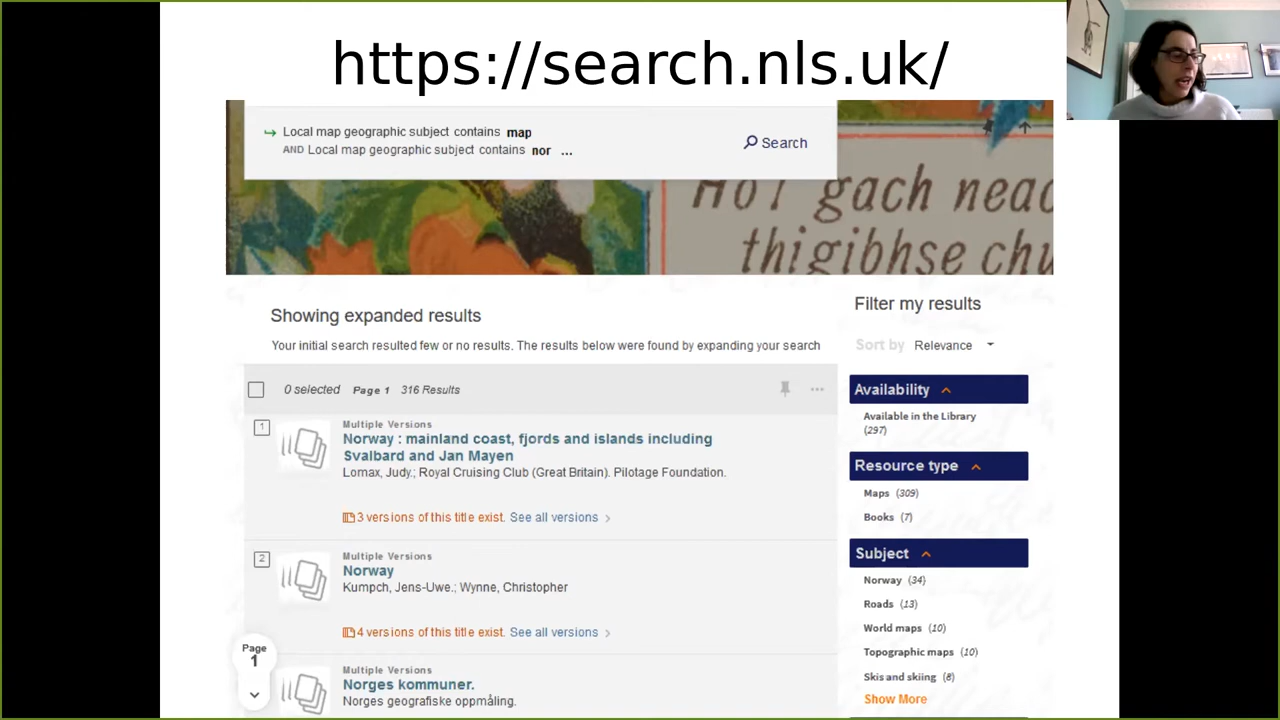 https://search.nls.uk/
Local map geographic subject contains map
AND Local map geographic subject contains nor ...
Search
Ho! gach neac
thigibhse chu
Showing expanded results
Your initial search resulted few or no results. The results below were found by expanding your search
0 selected Page 1 316 Results
1
Multiple Versions
Norway : mainland coast, fjords and islands including
Svalbard and Jan Mayen
Lomax, Judy.; Royal Cruising Club (Great Britain). Pilotage Foundation.
3 versions of this title exist. See all versions
2
Multiple Versions
Norway
Kumpch, Jens-Uwe.; Wynne, Christopher
4 versions of this title exist. See all versions
Multiple Versions
Norges kommuner.
Norges geografiske oppmåling.
Page
1
Filter my results
Sort by Relevance
Availability
Available in the Library
(297)
Resource type
Maps (309)
Books (7)
Subject
Norway (34)
Roads (13)
World maps (10)
Topographic maps (10)
Skis and skiing (8)
Show More